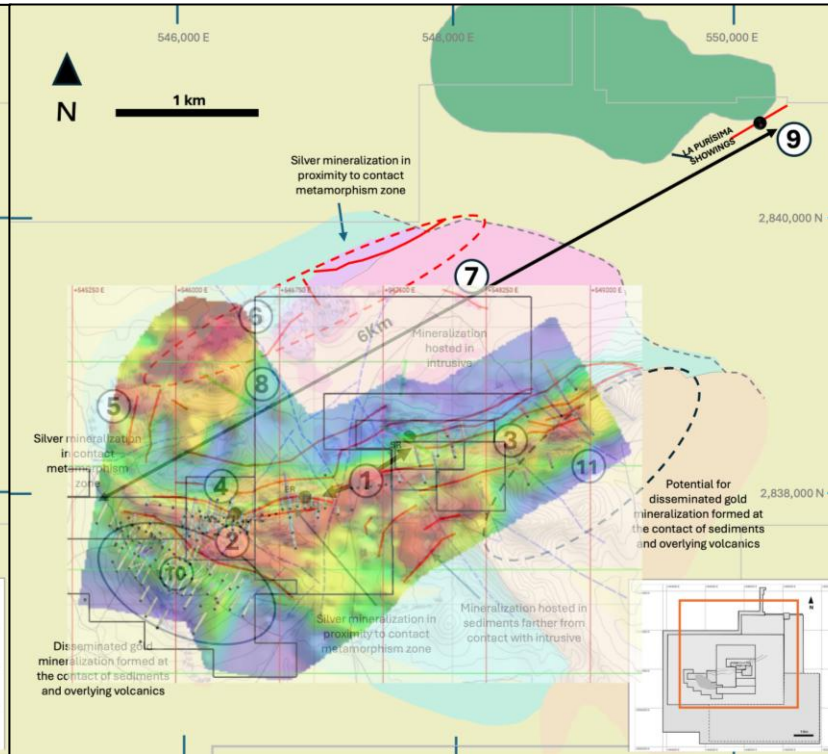 546,000 E
548,000 E
550,000 E
N
1 km
LA PURÍSIMA
SHOWINGS
9
Silver mineralization in
proximity to contact
metamorphism zone
2,840,000 N
7
6
6Km
Mineralization
hosted in
intrusive
8
5
Silver mineralization
in contact
metamorphism
zone
3
4
1
11
2
2,838,000 N
Potential for
disseminated gold
mineralization formed at
the contact of sediments
and overlying volcanics
10
Silver mineralization in
proximity to contact
metamorphism zone
Mineralization hosted in
sediments farther from
contact with intrusive
Disseminated gold
mineralization formed at
the contact of sediments
and overlying volcanics
N